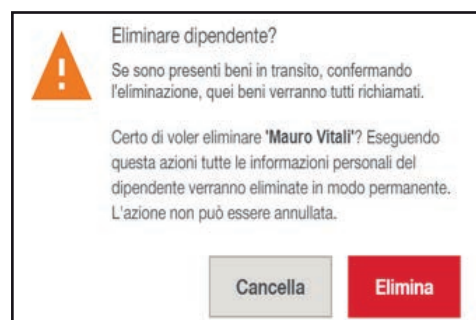 Eliminare dipendente?
Se sono presenti beni in transito, confermando
l'eliminazione, quei beni verranno tutti richiamati.
Certo di voler eliminare 'Mauro Vitali'? Eseguendo
questa azioni tutte le informazioni personali del
dipendente verranno eliminate in modo permanente.
L'azione non può essere annullata.
Cancella
Elimina